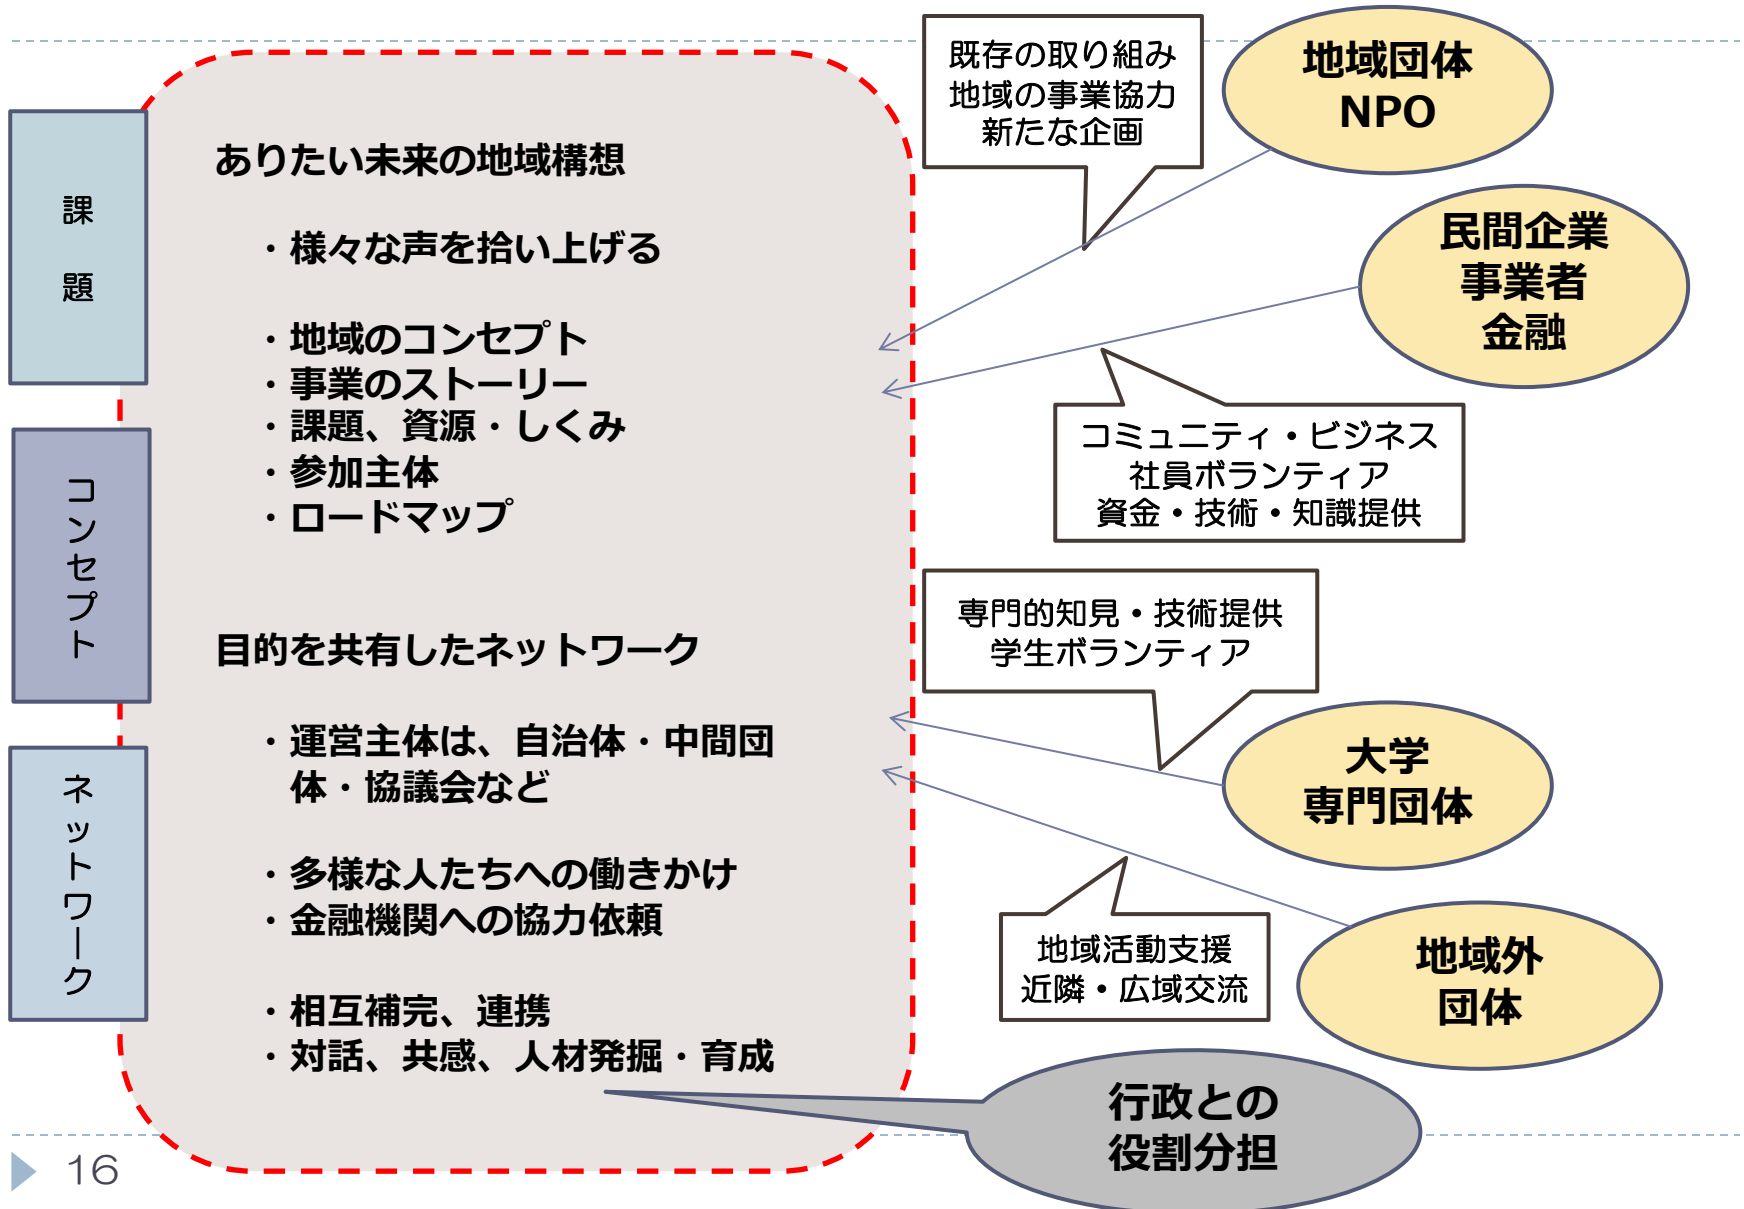 課
題
コンセプト
ネットワーク
ありたい未来の地域構想
・様々な声を拾い上げる
・地域のコンセプト
・事業のストーリー
・課題、資源・しくみ
・参加主体
・ロードマップ
目的を共有したネットワーク
・運営主体は、自治体・中間団
体・協議会など
・多様な人たちへの働きかけ
・金融機関への協力依頼
・相互補完、連携
・対話、共感、人材発掘・育成
既存の取り組み
地域の事業協力
新たな企画
地域団体
NPO
民間企業
事業者
金融
コミュニティ・ビジネス
社員ボランティア
資金・技術・知識提供
専門的知見・技術提供
学生ボランティア
大学
専門団体
地域活動支援
近隣・広域交流
地域外
団体
行政との
役割分担
16